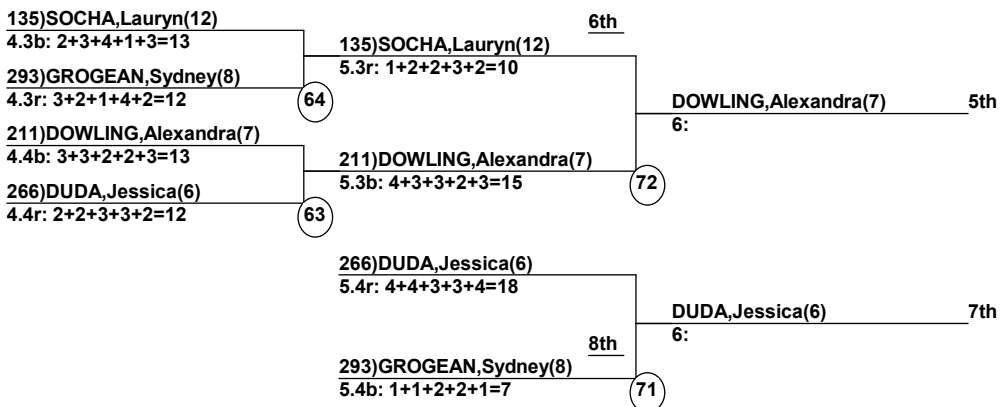 135)SOCHA,Lauryn(12)
4.3b: 2+3+4+1+3=13
293)GROGEAN,Sydney(8)
4.3r: 3+2+1+4+2=12
64
211)DOWLING,Alexandra(7)
4.4b: 3+3+2+2+3=13
266)DUDA,Jessica(6)
4.4r: 2+2+3+3+2=12
63
6th
135)SOCHA,Lauryn(12)
5.3r: 1+2+2+3+2=10
211)DOWLING,Alexandra(7)
5.3b: 4+3+3+2+3=15
72
DOWLING,Alexandra(7) 5th
6:
266)DUDA,Jessica(6)
5.4r: 4+4+3+3+4=18
8th
293)GROGEAN,Sydney(8)
5.4b: 1+1+2+2+1=7
71
DUDA,Jessica(6) 7th
6: